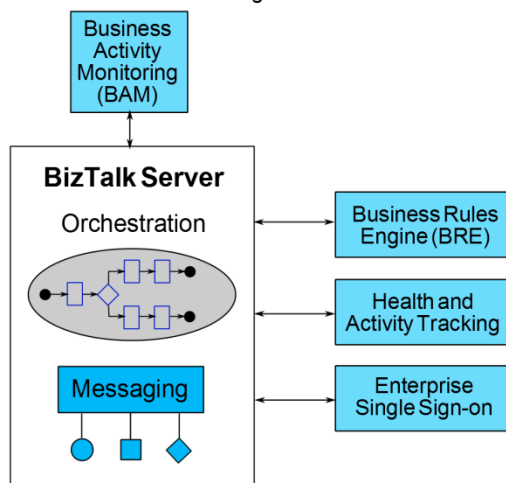 Business
Activity
Monitoring
(BAM)
BizTalk Server
Orchestration
Messaging
Business Rules
Engine (BRE)
Health and
Activity Tracking
Enterprise
Single Sign-on